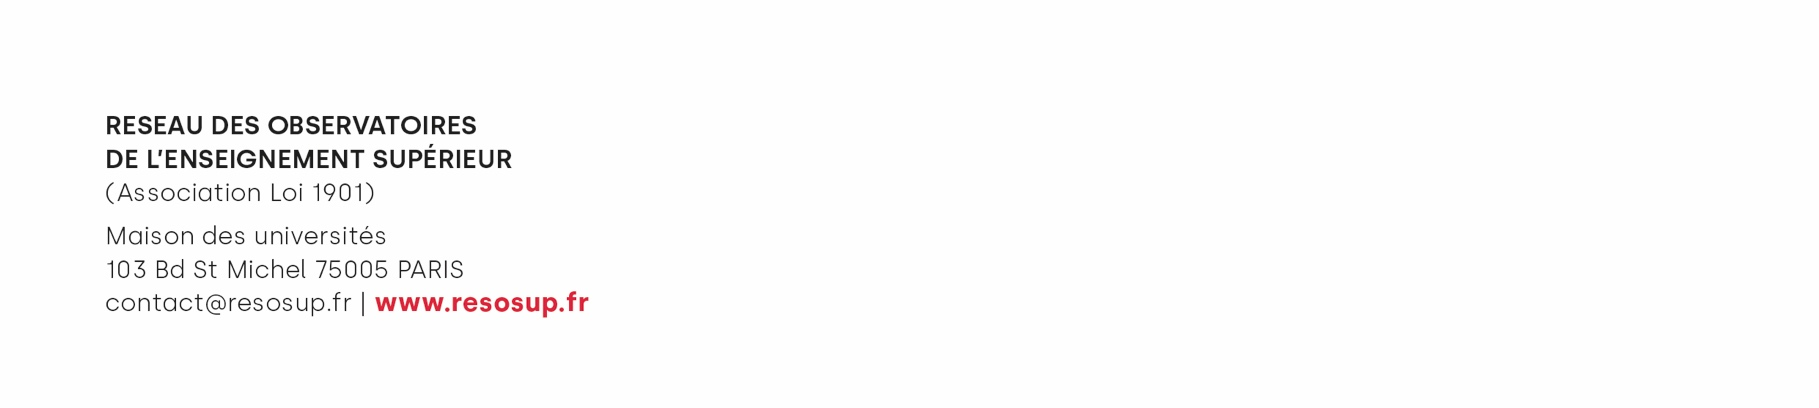 RESEAU DES OBSERVATOIRES
DE L’ENSEIGNEMENT SUPÉRIEUR
(Association Loi 1901)
Maison des universités
103 Bd St Michel 75005 PARIS
contact@resosup.fr | www.resosup.fr